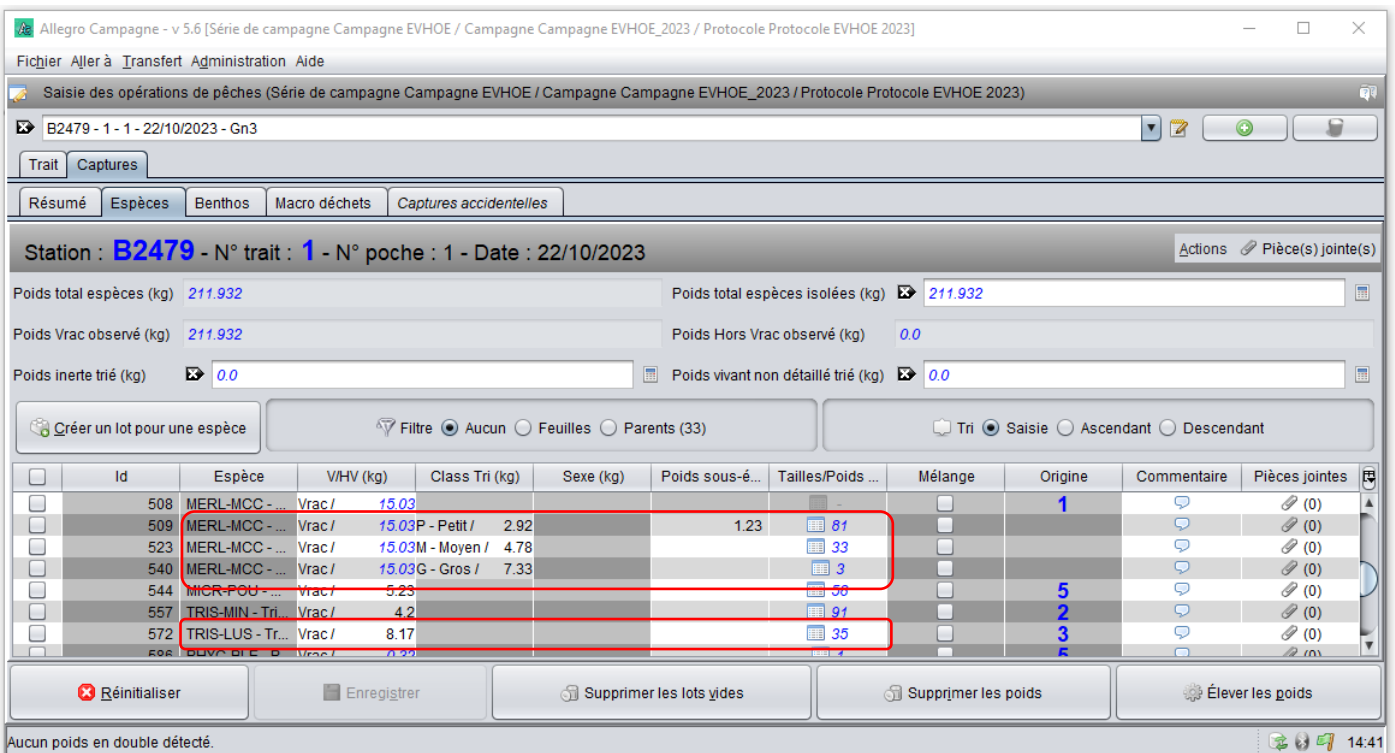 Allegro Campagne - v 5.6 [Série de campagne Campagne EVHOE / Campagne Campagne EVHOE_2023 / Protocole Protocole EVHOE 2023]
Fichier Aller à Transfert Administration Aide
Saisie des opérations de pêches (Série de campagne Campagne EVHOE / Campagne Campagne EVHOE_2023 / Protocole Protocole EVHOE 2023)
B2479 - 1 - 1 - 22/10/2023 - Gn3
Trait Captures
Résumé Espèces Benthos Macro déchets Captures accidentelles
Station : B2479 - N° trait : 1 - N° poche : 1 - Date : 22/10/2023 Actions Pièce(s) jointe(s)
Poids total espèces (kg) 211.932 Poids total espèces isolées (kg) 211.932
Poids Vrac observé (kg) 211.932 Poids Hors Vrac observé (kg) 0.0
Poids inerte trié (kg) 0.0 Poids vivant non détaillé trié (kg) 0.0
Créer un lot pour une espèce Filtre Aucun Feuilles Parents (33) Tri Saisie Ascendant Descendant
Id Espèce V/HV (kg) Class Tri (kg) Sexe (kg) Poids sous-é... Tailles/Poids ... Mélange Origine Commentaire Pièces jointes
508 MERL-MCC - ... Vrac / 15.03 - 1 (0)
509 MERL-MCC - ... Vrac / 15.03 P - Petit / 2.92 1.23 81 (0)
523 MERL-MCC - ... Vrac / 15.03 M - Moyen / 4.78 33 (0)
540 MERL-MCC - ... Vrac / 15.03 G - Gros / 7.33 3 (0)
544 MICR-POU - ... Vrac / 5.23 56 5 (0)
557 TRIS-MIN - Tri... Vrac / 4.2 91 2 (0)
572 TRIS-LUS - Tr... Vrac / 8.17 35 3 (0)
586 PHYC-BLE - P... Vrac / 0.32 1 5 (0)
Réinitialiser Enregistrer Supprimer les lots vides Supprimer les poids Élever les poids
Aucun poids en double détecté. 14:41